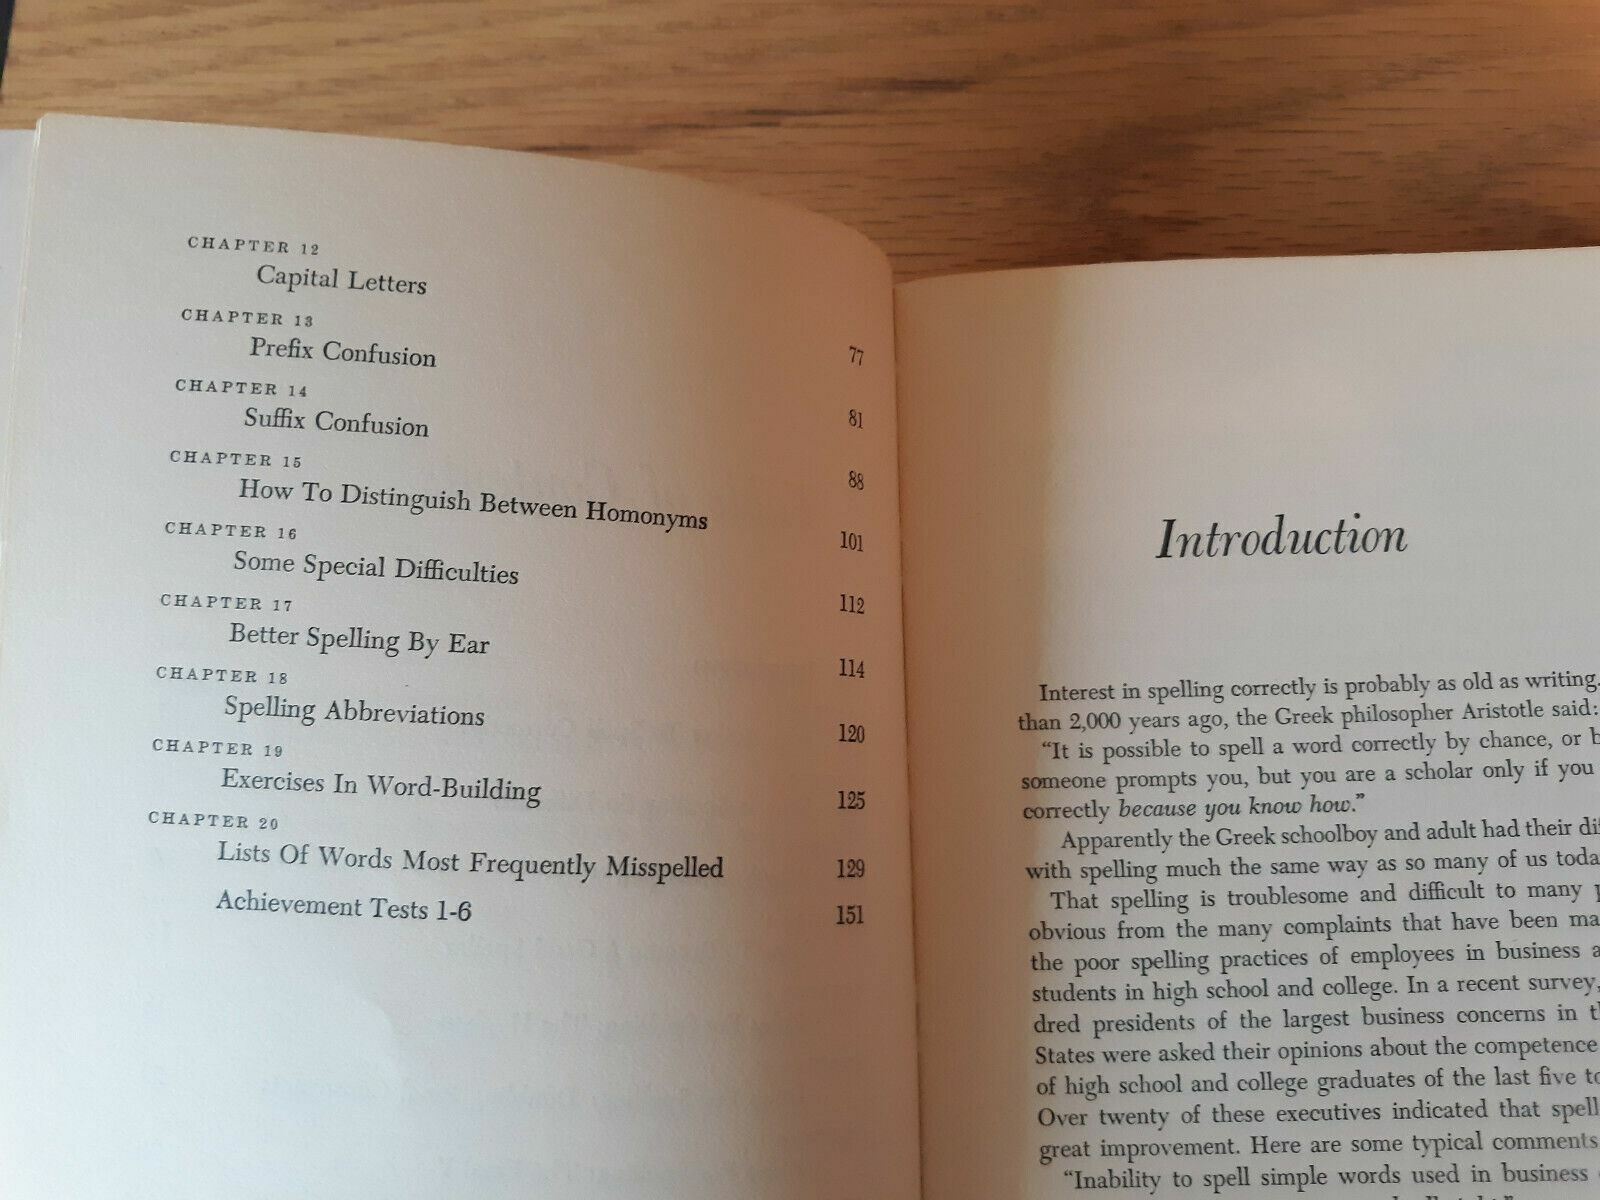 CHAPTER 12
Capital Letters 77
CHAPTER 13
Prefix Confusion 81
CHAPTER 14
Suffix Confusion 88
CHAPTER 15
How To Distinguish Between Homonyms 101
CHAPTER 16
Some Special Difficulties 112
CHAPTER 17
Better Spelling By Ear 114
CHAPTER 18
Spelling Abbreviations 120
CHAPTER 19
Exercises In Word-Building 125
CHAPTER 20
Lists Of Words Most Frequently Misspelled 129
Achievement Tests 1-6 151
Introduction
Interest in spelling correctly is probably as old as writing.
than 2,000 years ago, the Greek philosopher Aristotle said:
“It is possible to spell a word correctly by chance, or
someone prompts you, but you are a scholar only if you
correctly because you know how.”
Apparently the Greek schoolboy and adult had their
with spelling much the same way as so many of us
That spelling is troublesome and difficult to many
obvious from the many complaints that have been
the poor spelling practices of employees in business
students in high school and college. In a recent survey,
dred presidents of the largest business concerns in
States were asked their opinions about the competence
of high school and college graduates of the last five
Over twenty of these executives indicated that
great improvement. Here are some typical comments
“Inability to spell simple words used in business